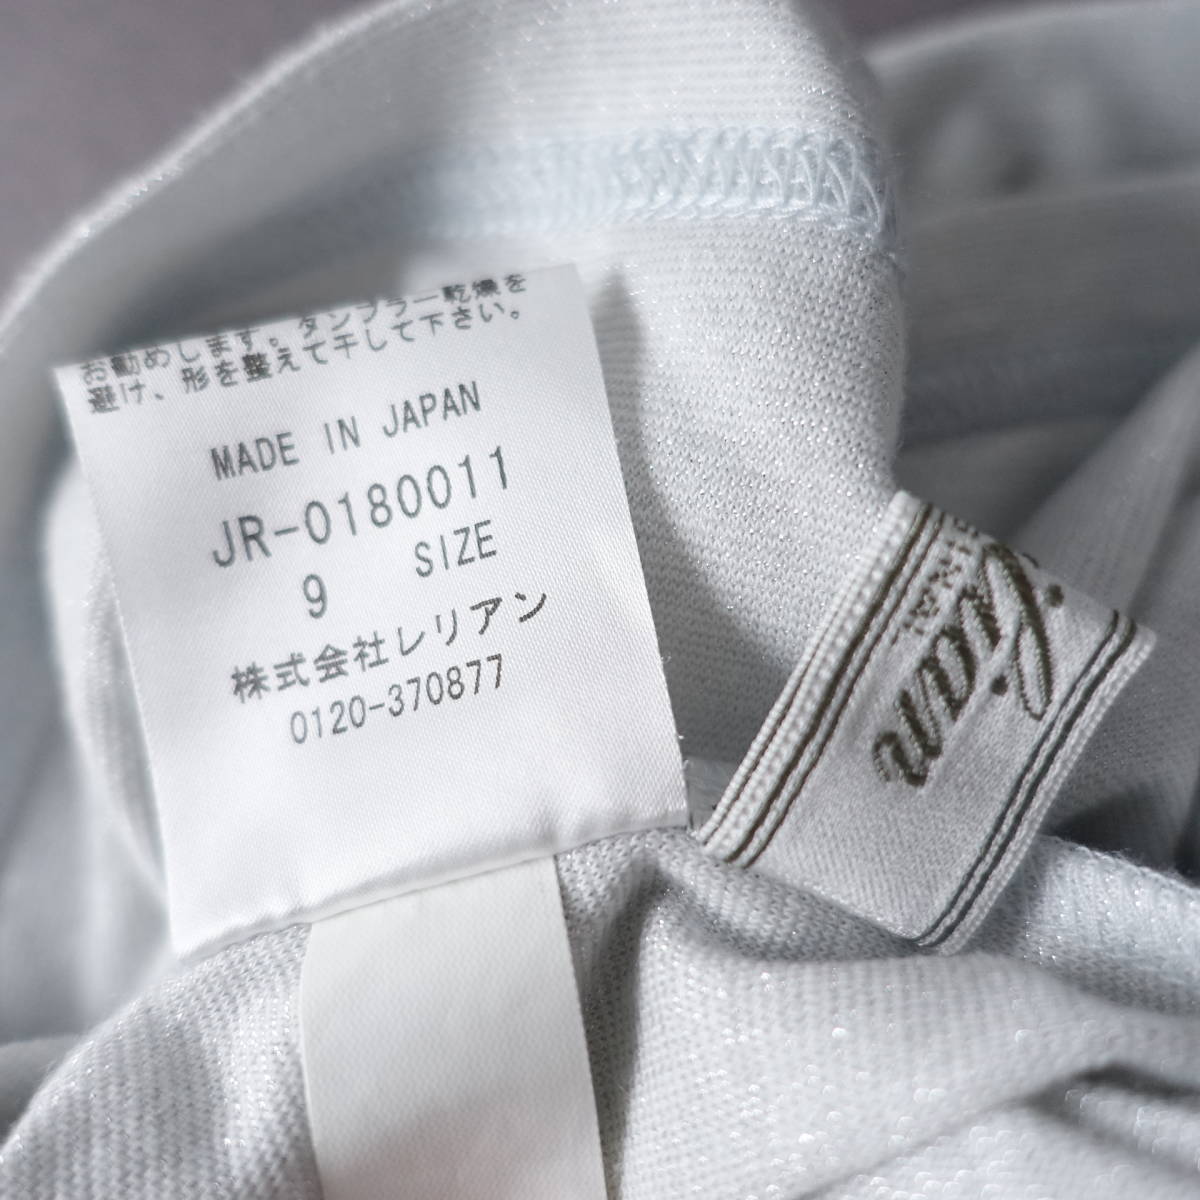 お勧めします。タンブラー乾燥を
避け、形を整えて干して下さい。
MADE IN JAPAN
JR-0180011
9 SIZE
株式会社レリアン
0120-370877